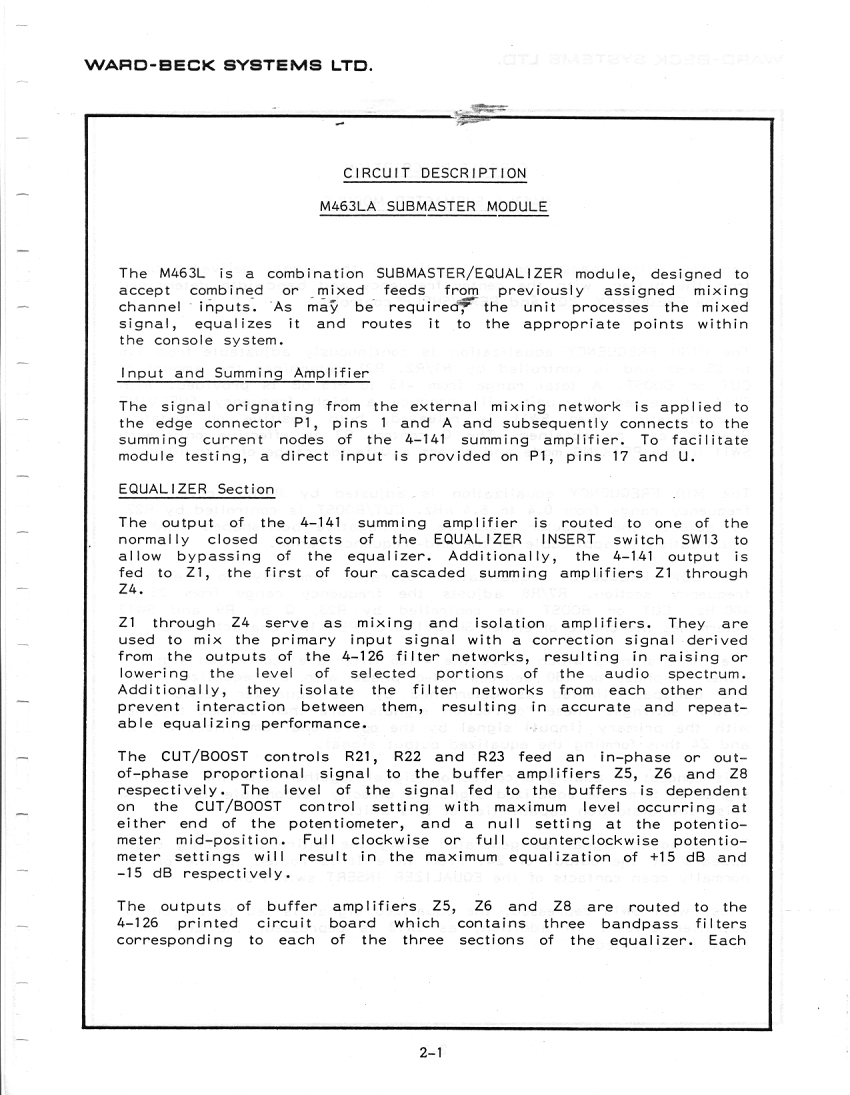 WARD-BECK SYSTEMS LTD.
CIRCUIT DESCRIPTION
M463LA SUBMASTER MODULE
The M463L is a combination SUBMASTER/EQUALIZER module, designed to
accept combined or mixed feeds from previously assigned mixing
channel inputs. As may be required, the unit processes the mixed
signal, equalizes it and routes it to the appropriate points within
the console system.
Input and Summing Amplifier
The signal orignating from the external mixing network is applied to
the edge connector P1, pins 1 and A and subsequently connects to the
summing current nodes of the 4-141 summing amplifier. To facilitate
module testing, a direct input is provided on P1, pins 17 and U.
EQUALIZER Section
The output of the 4-141 summing amplifier is routed to one of the
normally closed contacts of the EQUALIZER INSERT switch SW13 to
allow bypassing of the equalizer. Additionally, the 4-141 output is
fed to Z1, the first of four cascaded summing amplifiers Z1 through
Z4.
Z1 through Z4 serve as mixing and isolation amplifiers. They are
used to mix the primary input signal with a correction signal derived
from the outputs of the 4-126 filter networks, resulting in raising or
lowering the level of selected portions of the audio spectrum.
Additionally, they isolate the filter networks from each other and
prevent interaction between them, resulting in accurate and repeat-
able equalizing performance.
The CUT/BOOST controls R21, R22 and R23 feed an in-phase or out-
of-phase proportional signal to the buffer amplifiers Z5, Z6 and Z8
respectively. The level of the signal fed to the buffers is dependent
on the CUT/BOOST control setting with maximum level occurring at
either end of the potentiometer, and a null setting at the potentio-
meter mid-position. Full clockwise or full counterclockwise potentio-
meter settings will result in the maximum equalization of +15 dB and
-15 dB respectively.
The outputs of buffer amplifiers Z5, Z6 and Z8 are routed to the
4-126 printed circuit board which contains three bandpass filters
corresponding to each of the three sections of the equalizer. Each
2-1